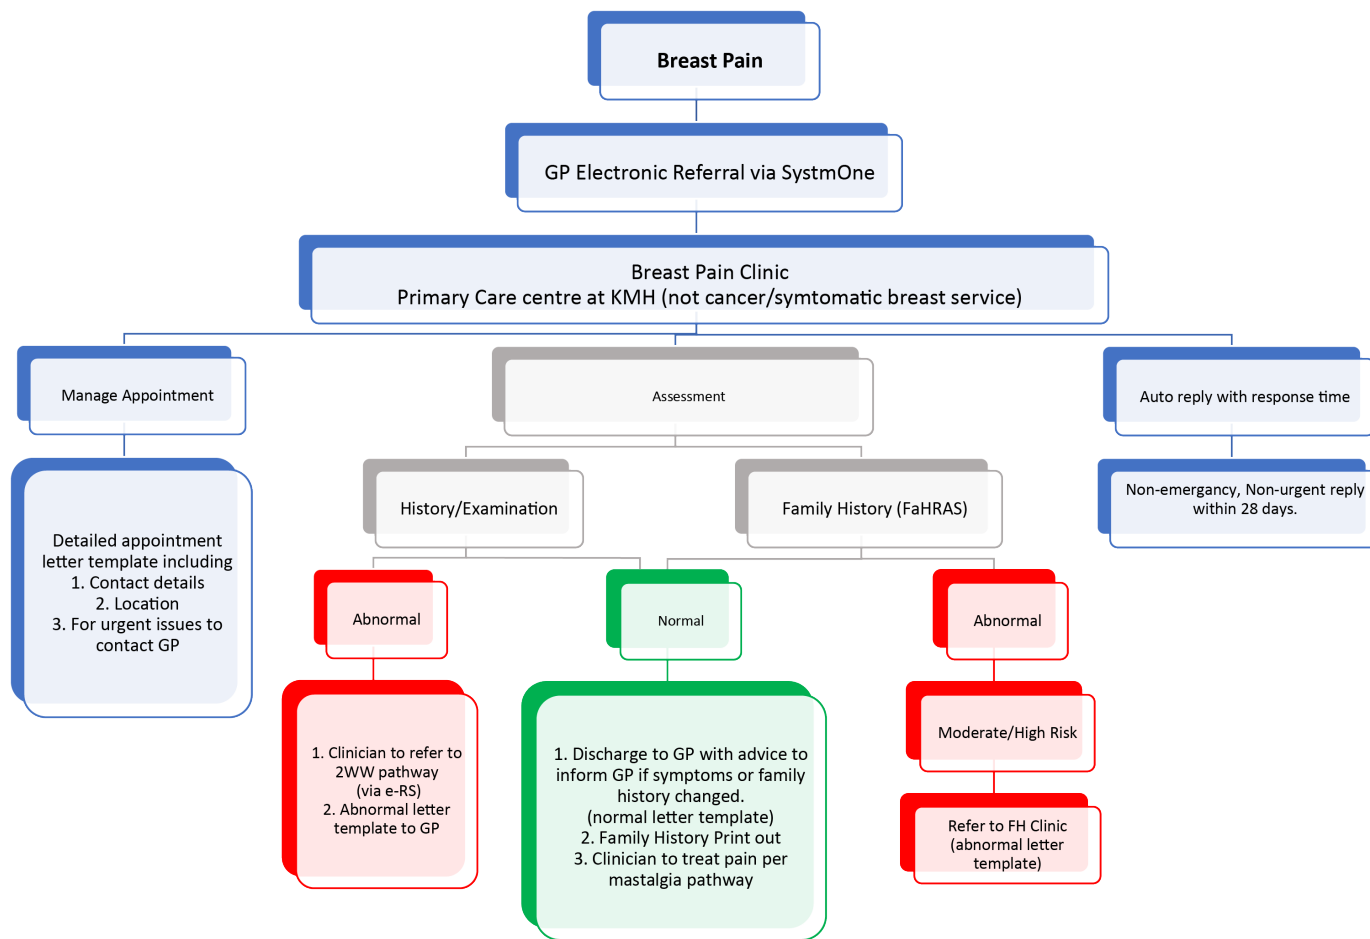 Breast Pain
GP Electronic Referral via SystmOne
Breast Pain Clinic
Primary Care centre at KMH (not cancer/symtomatic breast service)
Manage Appointment
Assessment
Auto reply with response time
Detailed appointment
letter template including
1. Contact details
2. Location
3. For urgent issues to
contact GP
History/Examination
Family History (FaHRAS)
Non-emergancy, Non-urgent reply
within 28 days.
Abnormal
Normal
Abnormal
1. Clinician to refer to
2WW pathway
(via e-RS)
2. Abnormal letter
template to GP
1. Discharge to GP with advice to
inform GP if symptoms or family
history changed.
(normal letter template)
2. Family History Print out
3. Clinician to treat pain per
mastalgia pathway
Moderate/High Risk
Refer to FH Clinic
(abnormal letter
template)